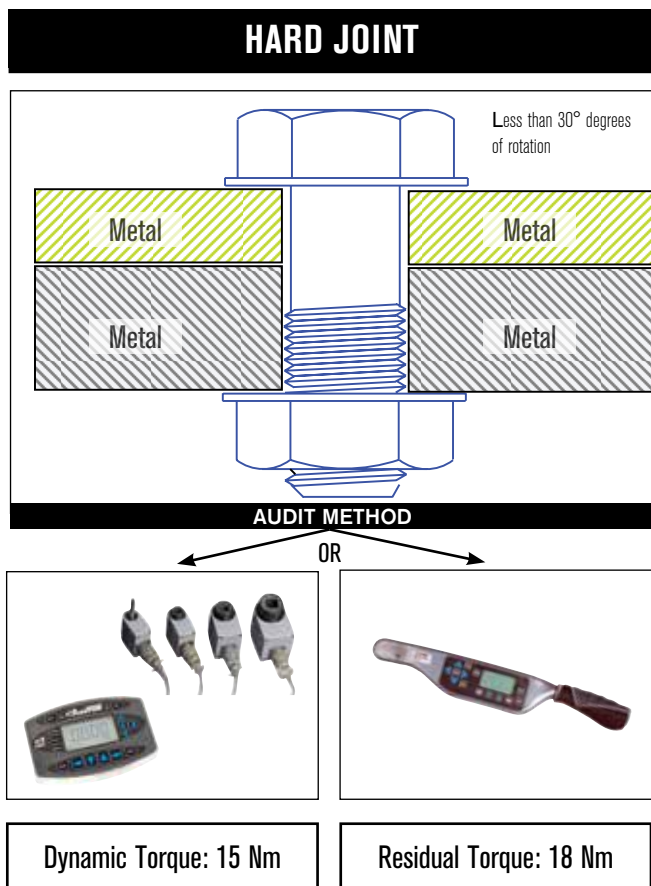 HARD JOINT
Less than 30° degrees
of rotation
Metal
Metal
Metal
Metal
AUDIT METHOD
OR
Dynamic Torque: 15 Nm
Residual Torque: 18 Nm